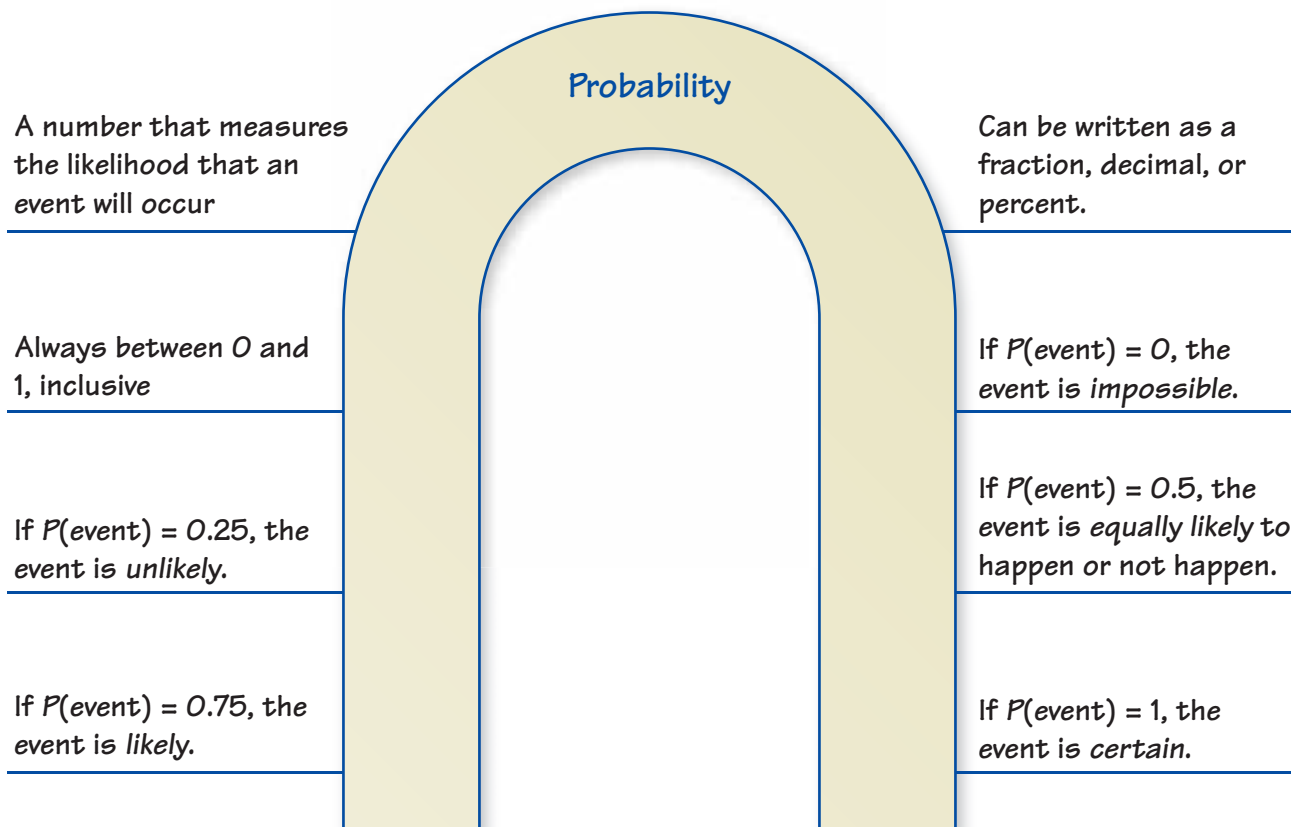 Probability
A number that measures
the likelihood that an
event will occur
Can be written as a
fraction, decimal, or
percent.
Always between 0 and
1, inclusive
If P(event) = 0, the
event is impossible.
If P(event) = 0.25, the
event is unlikely.
If P(event) = 0.5, the
event is equally likely to
happen or not happen.
If P(event) = 0.75, the
event is likely.
If P(event) = 1, the
event is certain.